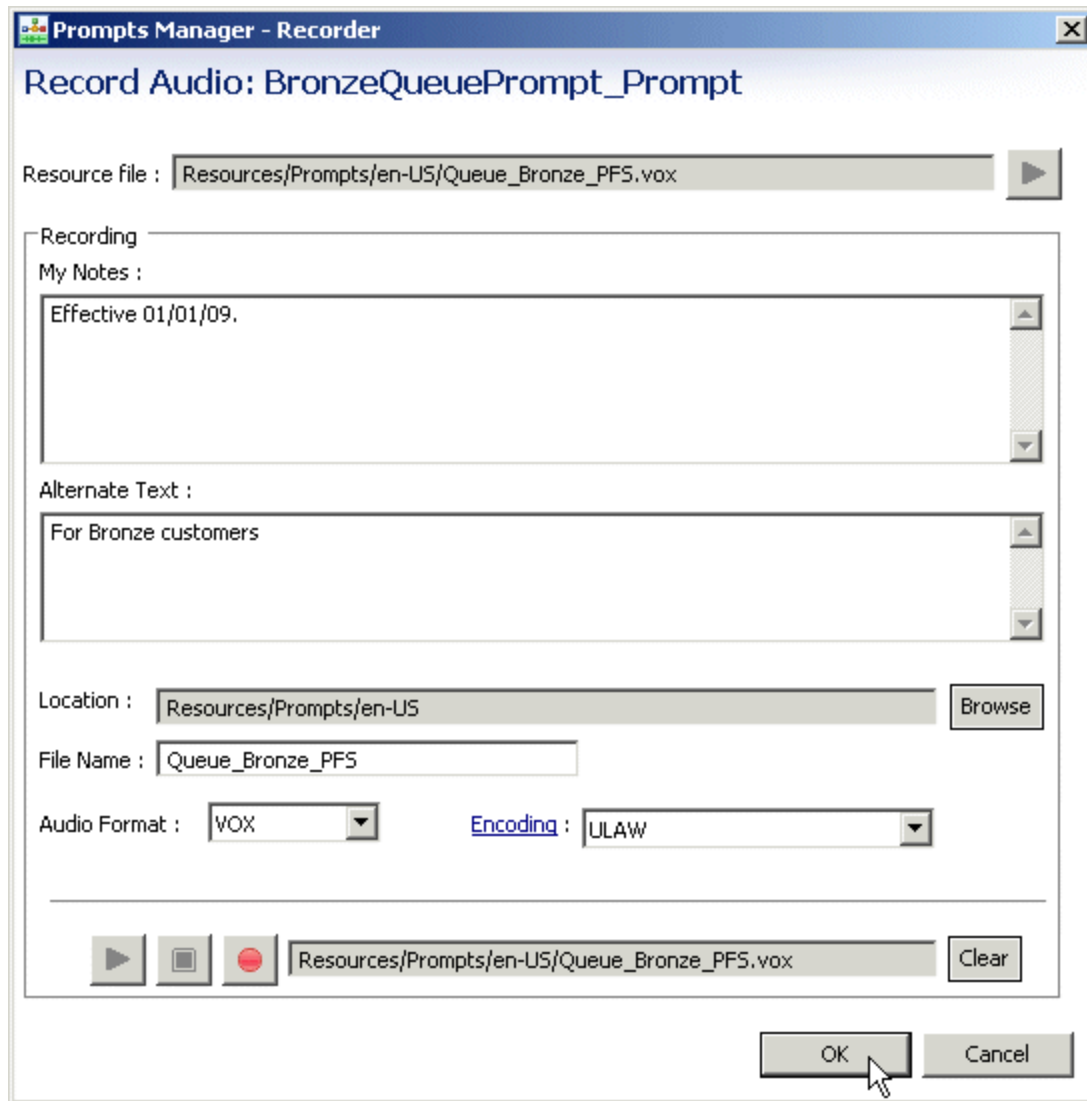 Prompts Manager - Recorder
Record Audio: BronzeQueuePrompt_Prompt
Resource file : Resources/Prompts/en-US/Queue_Bronze_PFS.vox
Recording
My Notes :
Effective 01/01/09.
Alternate Text :
For Bronze customers
Location : Resources/Prompts/en-US Browse
File Name : Queue_Bronze_PFS
Audio Format : VOX Encoding : ULAW
Resources/Prompts/en-US/Queue_Bronze_PFS.vox Clear
OK Cancel